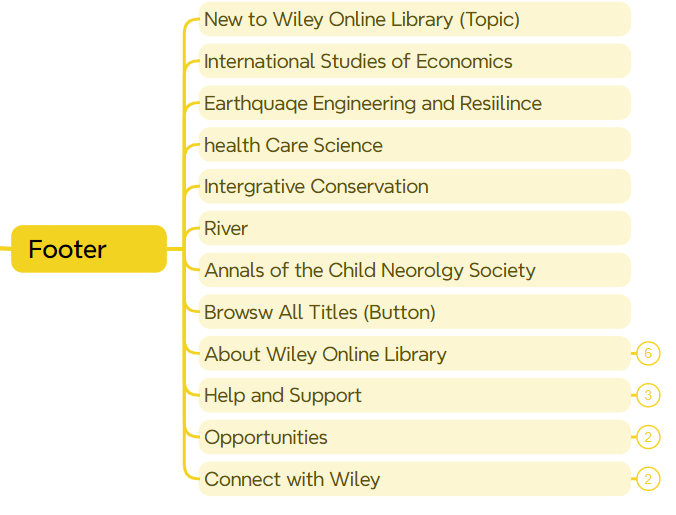 New to Wiley Online Library (Topic)
International Studies of Economics
Earthquaqe Engineering and Resiilince
health Care Science
Intergrative Conservation
River
Footer
Annals of the Child Neorolgy Society
Browsw All Titles (Button)
About Wiley Online Library 6
Help and Support 3
Opportunities 2
Connect with Wiley 2